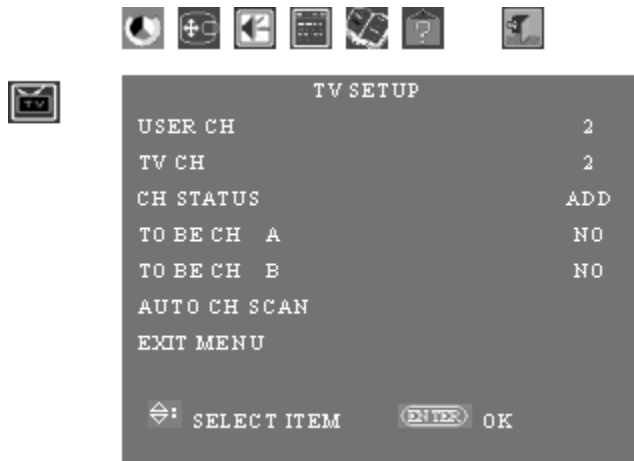 TV
TV SETUP
USER CH 2
TV CH 2
CH STATUS ADD
TO BE CH A NO
TO BE CH B NO
AUTO CH SCAN
EXIT MENU
: SELECT ITEM ENTER OK